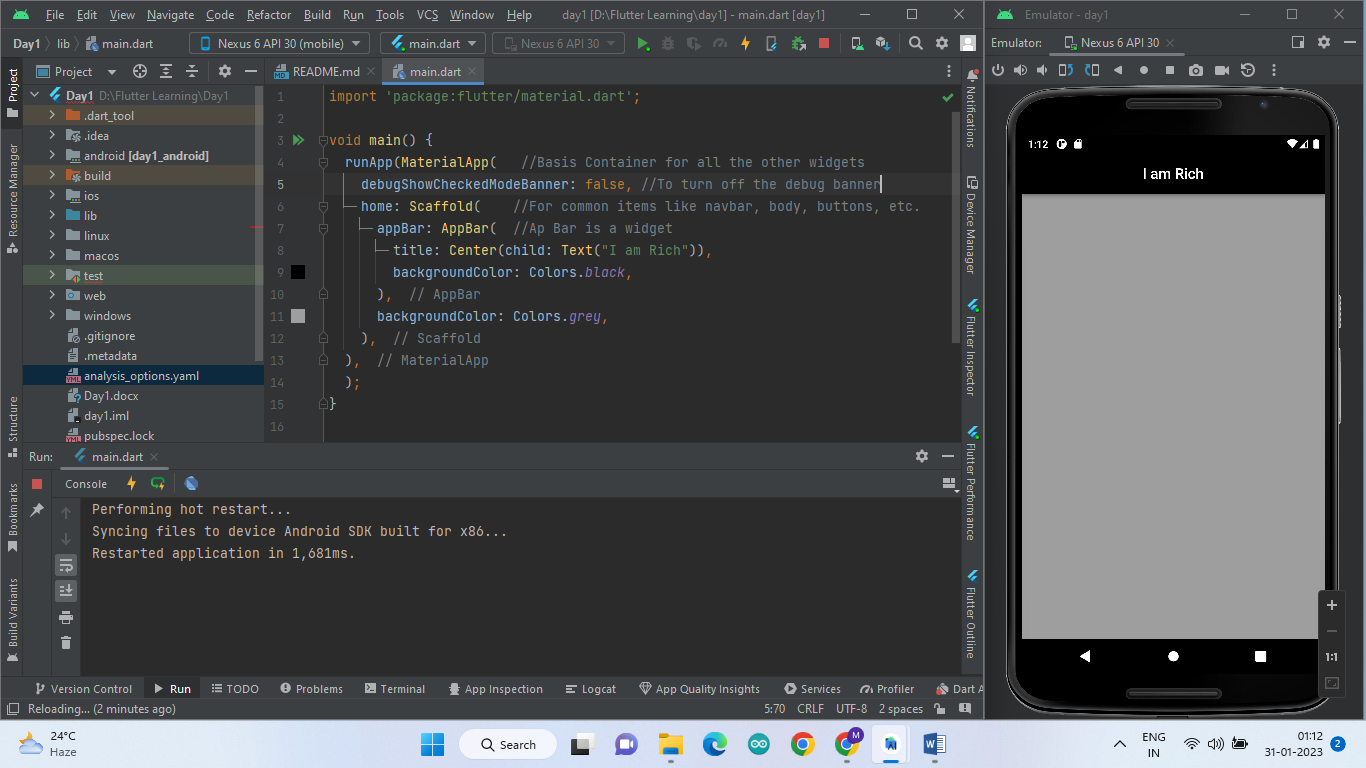 File Edit View Navigate Code Refactor Build Run Tools VCS Window Help day1 [D:\Flutter Learning\day1] - main.dart [day1]
Emulator - day1
Day1 lib main.dart Nexus 6 API 30 (mobile) main.dart Nexus 6 API 30
Emulator: Nexus 6 API 30
Project
README.md
main.dart
Project
Resource Manager
Structure
Bookmarks
Build Variants
Day1 D:\Flutter Learning\Day1
.dart_tool
.idea
android [day1_android]
build
ios
lib
linux
macos
test
web
windows
.gitignore
.metadata
analysis_options.yaml
Day1.docx
day1.iml
pubspec.lock
1 import 'package:flutter/material.dart';
2
3 void main() {
4 runApp(MaterialApp( //Basis Container for all the other widgets
5 debugShowCheckedModeBanner: false, //To turn off the debug banner
6 home: Scaffold( //For common items like navbar, body, buttons, etc.
7 appBar: AppBar( //Ap Bar is a widget
8 title: Center(child: Text("I am Rich")),
9 backgroundColor: Colors.black,
10 ), // AppBar
11 backgroundColor: Colors.grey,
12 ), // Scaffold
13 ), // MaterialApp
14 );
15 }
16
Notifications
Device Manager
Flutter Inspector
Flutter Performance
Flutter Outline
1:12
I am Rich
1:1
Run: main.dart
Console
Performing hot restart...
Syncing files to device Android SDK built for x86...
Restarted application in 1,681ms.
Version Control Run TODO Problems Terminal App Inspection Logcat App Quality Insights Services Profiler Dart A
Reloading... (2 minutes ago) 5:70 CRLF UTF-8 2 spaces
24°C
Haze
Search
M
AI
W
ENG
IN
01:12
31-01-2023
2